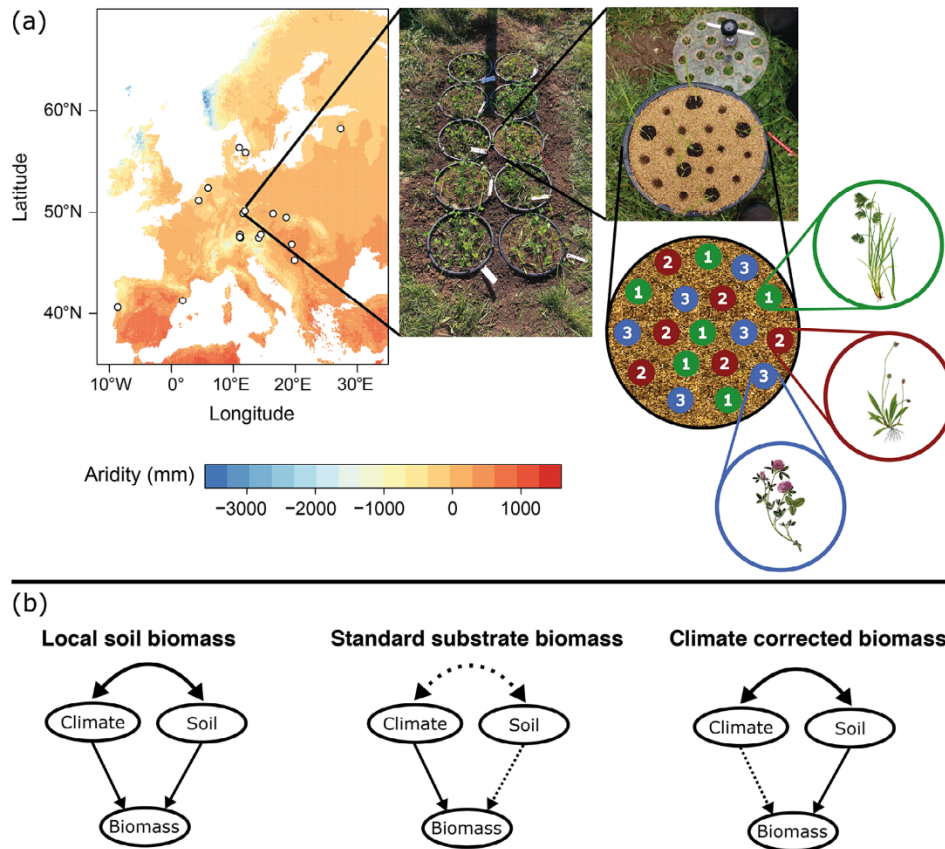 (a)
60°N
50°N
40°N
Latitude
10°W 0° 10°E 20°E 30°E
Longitude
Aridity (mm)
−3000 −2000 −1000 0 1000
2 1 3
1 3 2 1
3 2 1 3 2
2 1 2 3
3 1
(b)
Local soil biomass
Climate Soil
Biomass
Standard substrate biomass
Climate Soil
Biomass
Climate corrected biomass
Climate Soil
Biomass